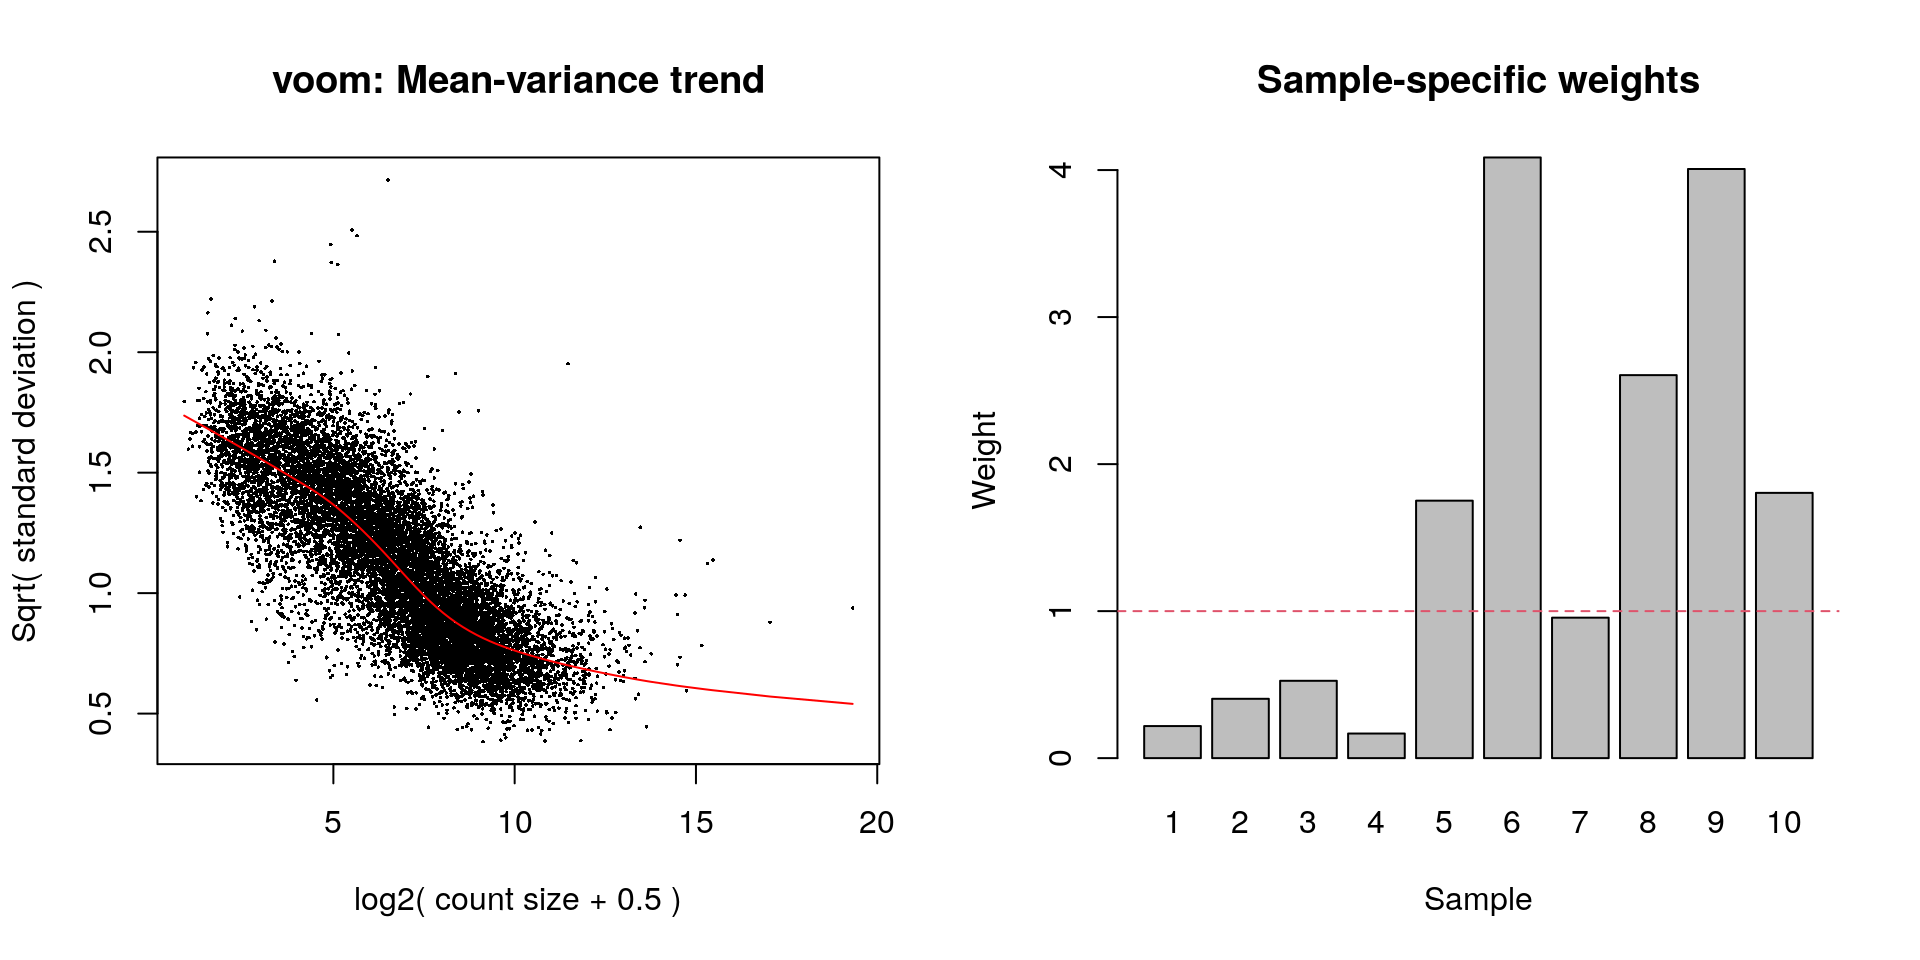 voom: Mean-variance trend
Sqrt( standard deviation )
2.5
2.0
1.5
1.0
0.5
5 10 15 20
log2( count size + 0.5 )
Sample-specific weights
Weight
4
3
2
1
0
1 2 3 4 5 6 7 8 9 10
Sample